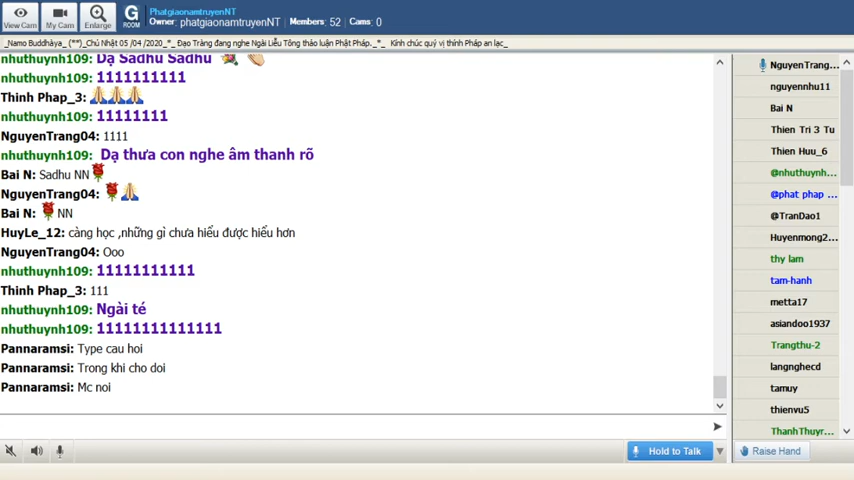 View Cam
My Cam
Enlarge
G
ROOM
PhatgiaonamtruyenNT
Owner: phatgiaonamtruyenNT Members: 52 Cams: 0
_Namo Buddhàya_ (**)_Chủ Nhật 05 /04 /2020_*_ Đạo Tràng đang nghe Ngài Liễu Tông thảo luận Phật Pháp._*_ Kính chúc quý vị thính Pháp an lạc_
nhuthuynh109: Dạ Sadhu Sadhu
nhuthuynh109: 1111111111
Thinh Phap_3:
nhuthuynh109: 11111111
NguyenTrang04: 1111
nhuthuynh109: Dạ thưa con nghe âm thanh rõ
Bai N: Sadhu NN
NguyenTrang04:
Bai N: NN
HuyLe_12: càng học ,những gì chưa hiểu được hiểu hơn
NguyenTrang04: Ooo
nhuthuynh109: 11111111111
Thinh Phap_3: 111
nhuthuynh109: Ngài té
nhuthuynh109: 11111111111111
Pannaramsi: Type cau hoi
Pannaramsi: Trong khi cho doi
Pannaramsi: Mc noi
Hold to Talk
NguyenTrang...
nguyennhu11
Bai N
Thien Tri 3 Tu
Thien Huu_6
@nhuthuynh...
@phat phap ...
@TranDao1
Huyenmong2...
thy lam
tam-hanh
metta17
asiandoo1937
Trangthu-2
langnghecd
tamuy
thienvu5
ThanhThuyr...
Raise Hand